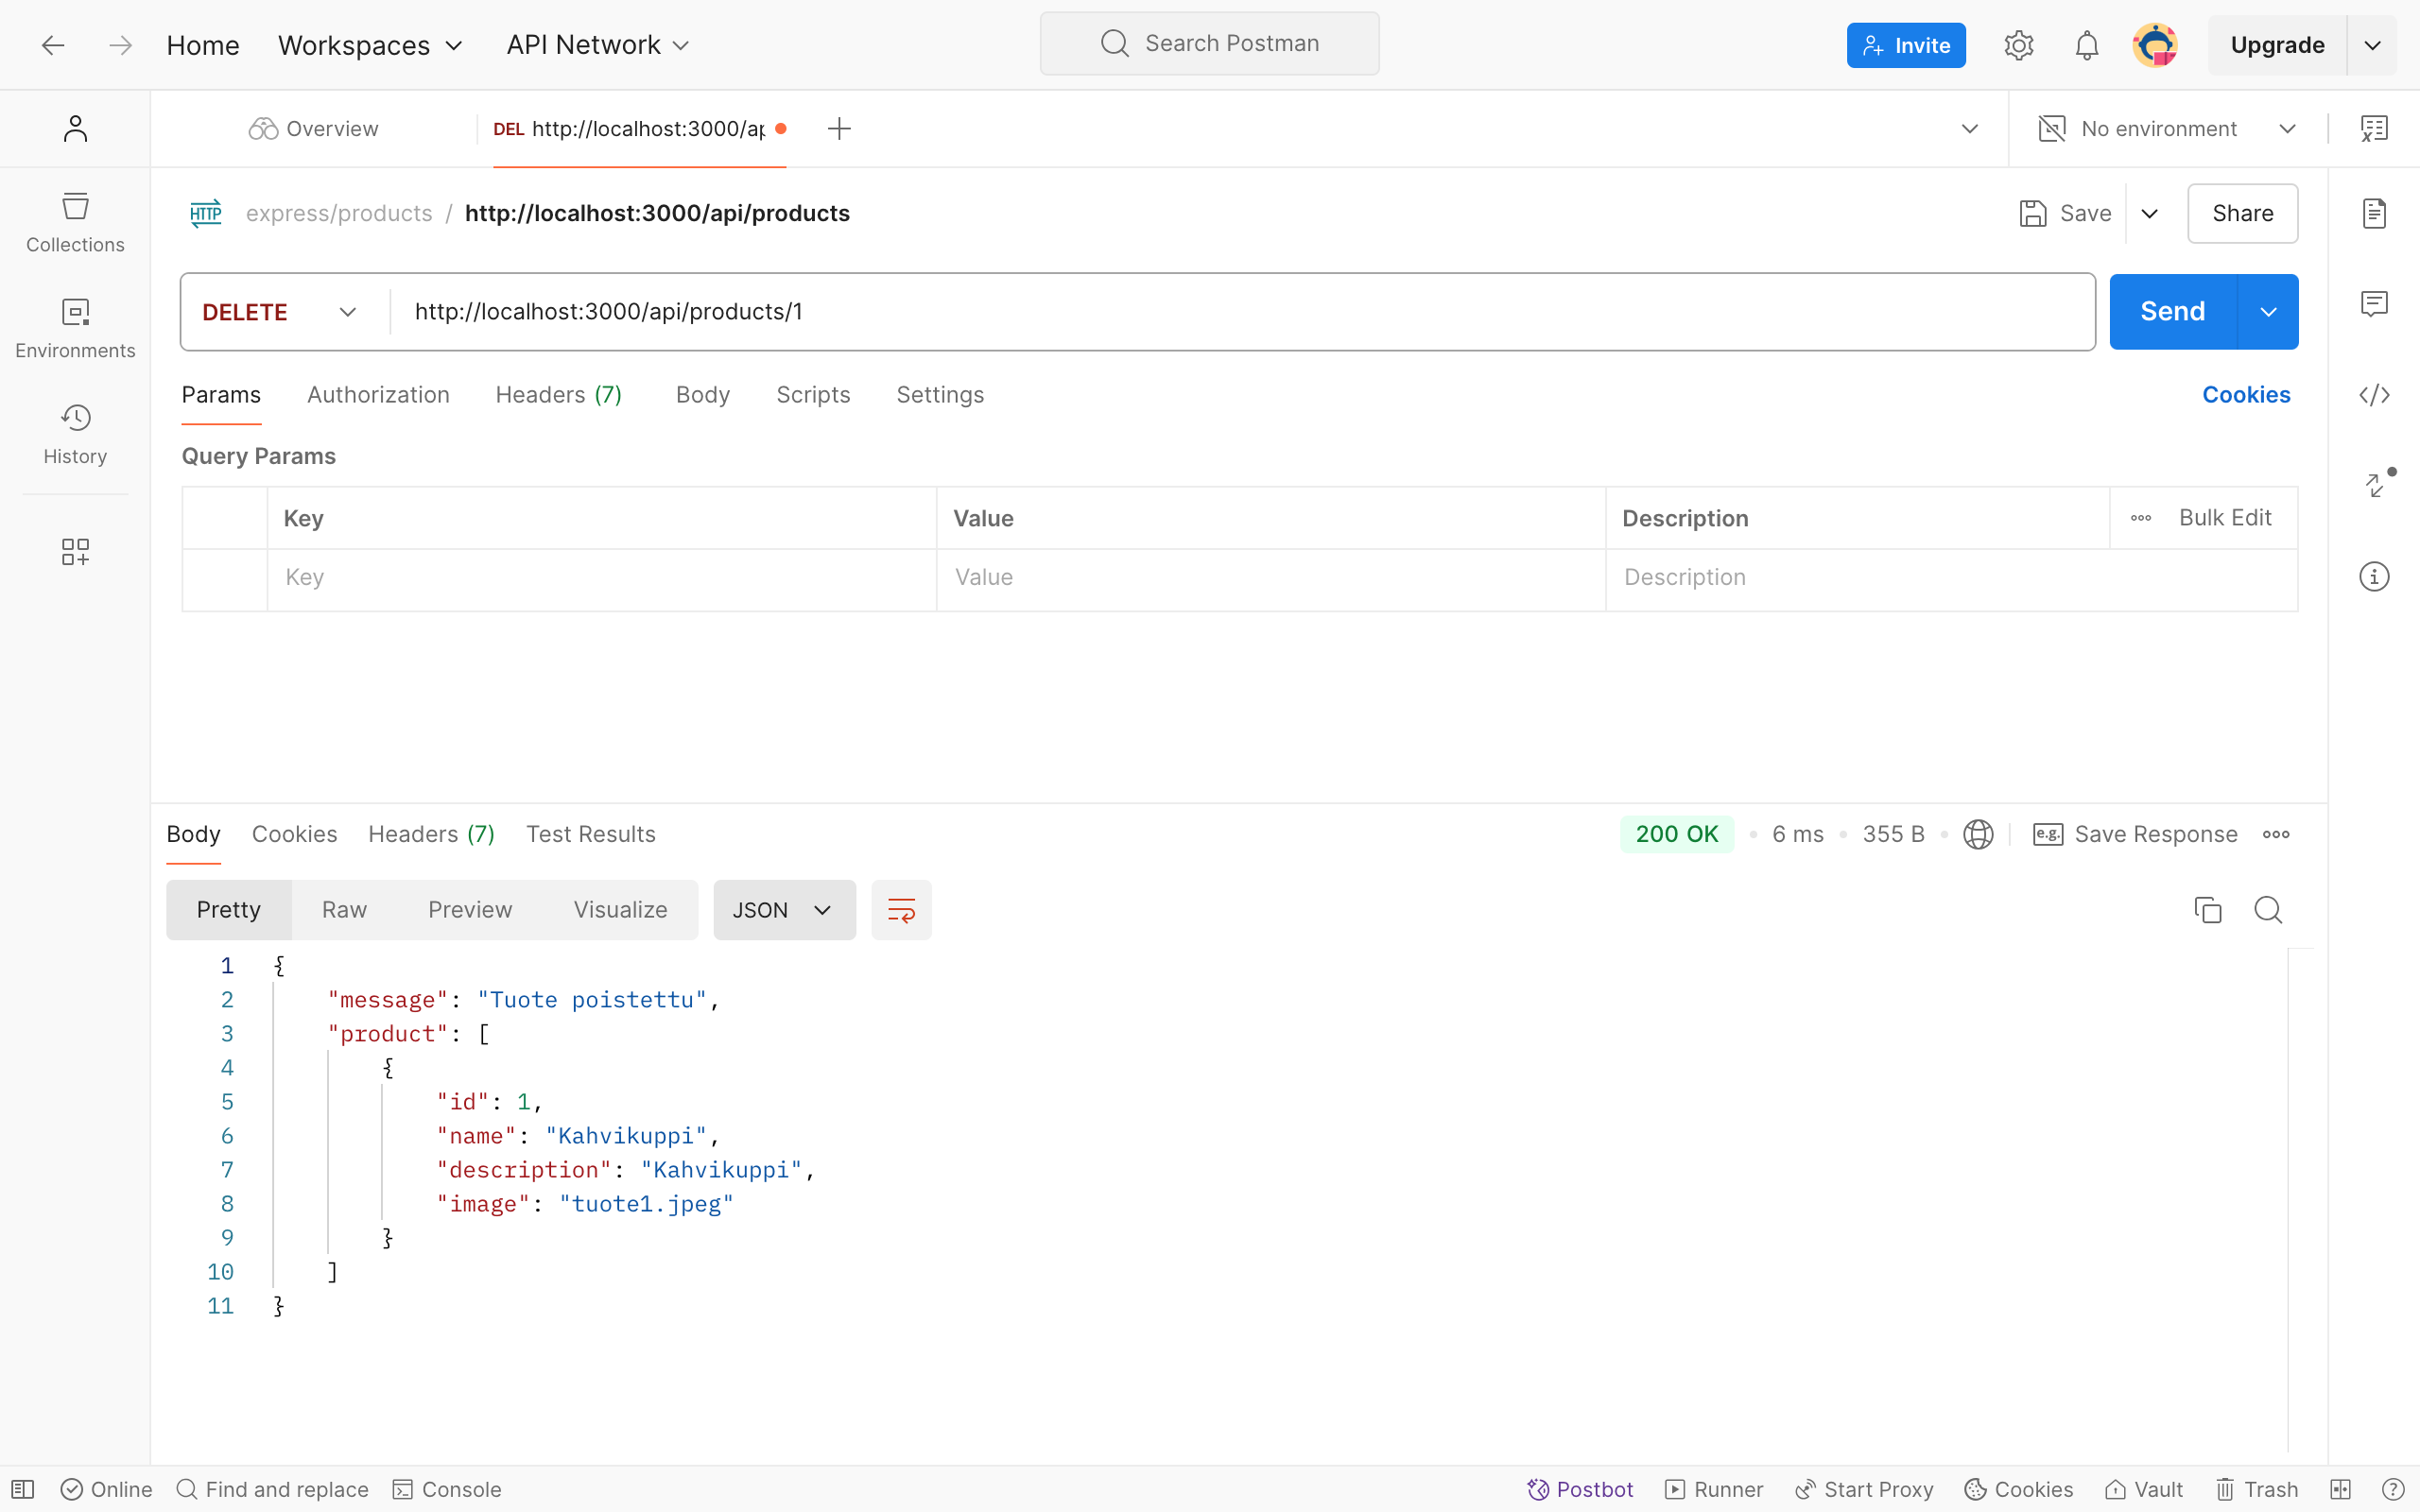 Home Workspaces API Network Search Postman Invite Upgrade
Overview DEL http://localhost:3000/ap No environment
HTTP express/products / http://localhost:3000/api/products Save Share
Collections
Environments
History
DELETE http://localhost:3000/api/products/1 Send
Params Authorization Headers (7) Body Scripts Settings Cookies
Query Params
Key Value Description Bulk Edit
Key Value Description
Body Cookies Headers (7) Test Results 200 OK 6 ms 355 B e.g. Save Response
Pretty Raw Preview Visualize JSON
1 {
2 "message": "Tuote poistettu",
3 "product": [
4 {
5 "id": 1,
6 "name": "Kahvikuppi",
7 "description": "Kahvikuppi",
8 "image": "tuote1.jpeg"
9 }
10 ]
11 }
Online Find and replace Console Postbot Runner Start Proxy Cookies Vault Trash